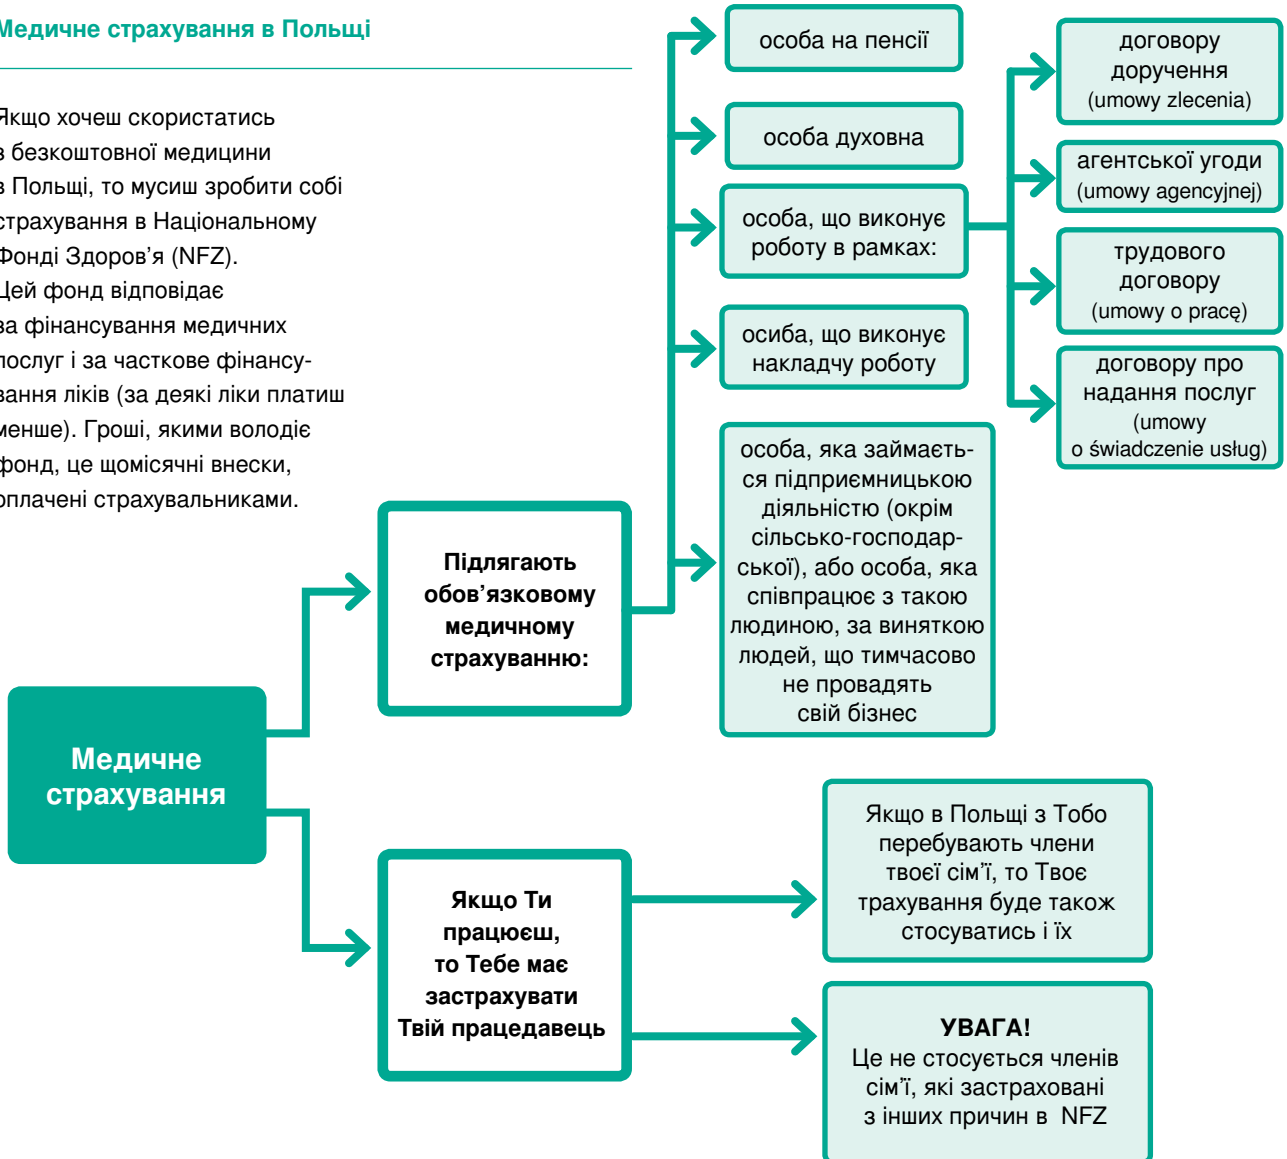 Медичне страхування в Польщі
Якщо хочеш скористатись
з безкоштовної медицини
в Польщі, то мусиш зробити собі
страхування в Національному
Фонді Здоров’я (NFZ).
Цей фонд відповідає
за фінансування медичних
послуг і за часткове фінансу-
вання ліків (за деякі ліки платиш
менше). Гроші, якими володіє
фонд, це щомісячні внески,
оплачені страхувальниками.
Медичне
страхування
Підлягають
обов’язковому
медичному
страхуванню:
особа на пенсії
особа духовна
особа, що виконує
роботу в рамках:
договору
доручення
(umowy zlecenia)
агентської угоди
(umowy agencyjnej)
трудового
договору
(umowy o pracę)
договору про
надання послуг
(umowy
o świadczenie usług)
осиба, що виконує
накладчу роботу
особа, яка займаєть-
ся підприємницькою
діяльністю (окрім
сільсько-господар-
ської), або особа, яка
співпрацює з такою
людиною, за виняткою
людей, що тимчасово
не провадять
свій бізнес
Якщо Ти
працюєш,
то Тебе має
застрахувати
Твій працедавець
Якщо в Польщі з Тобо
перебувають члени
твоєї сім’ї, то Твоє
трахування буде також
стосуватись і їх
УВАГА!
Це не стосується членів
сім’ї, які застраховані
з інших причин в NFZ